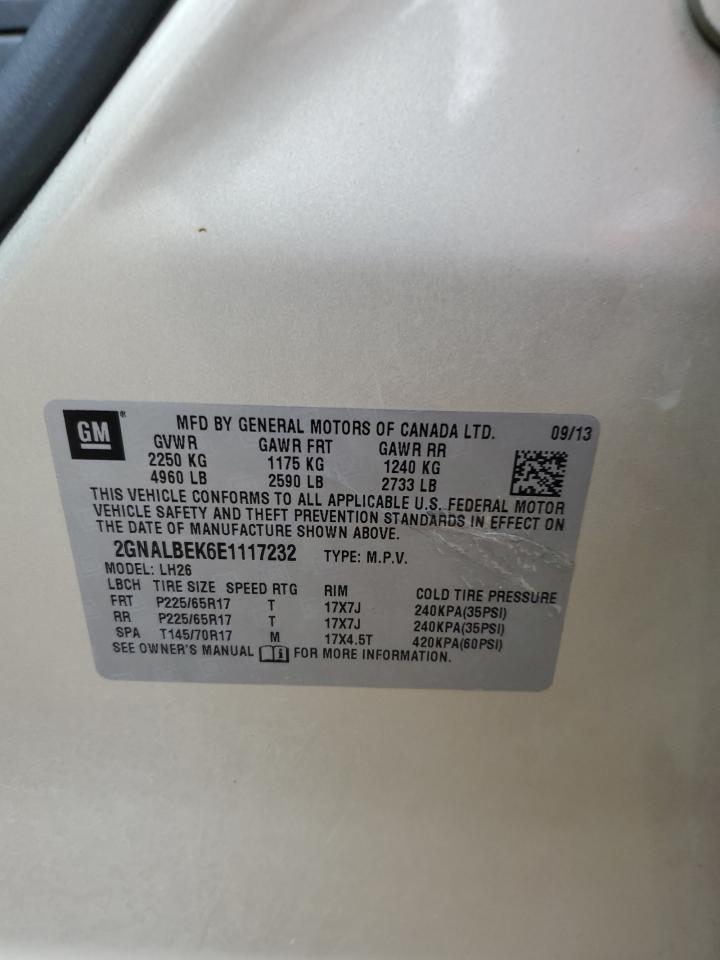 GM ® MFD BY GENERAL MOTORS OF CANADA LTD. 09/13
GVWR GAWR FRT GAWR RR
2250 KG 1175 KG 1240 KG
4960 LB 2590 LB 2733 LB
THIS VEHICLE CONFORMS TO ALL APPLICABLE U.S. FEDERAL MOTOR
VEHICLE SAFETY AND THEFT PREVENTION STANDARDS IN EFFECT ON
THE DATE OF MANUFACTURE SHOWN ABOVE.
2GNALBEK6E1117232 TYPE: M.P.V.
MODEL: LH26
LBCH TIRE SIZE SPEED RTG RIM COLD TIRE PRESSURE
FRT P225/65R17 T 17X7J 240KPA(35PSI)
RR P225/65R17 T 17X7J 240KPA(35PSI)
SPA T145/70R17 M 17X4.5T 420KPA(60PSI)
SEE OWNER'S MANUAL FOR MORE INFORMATION.